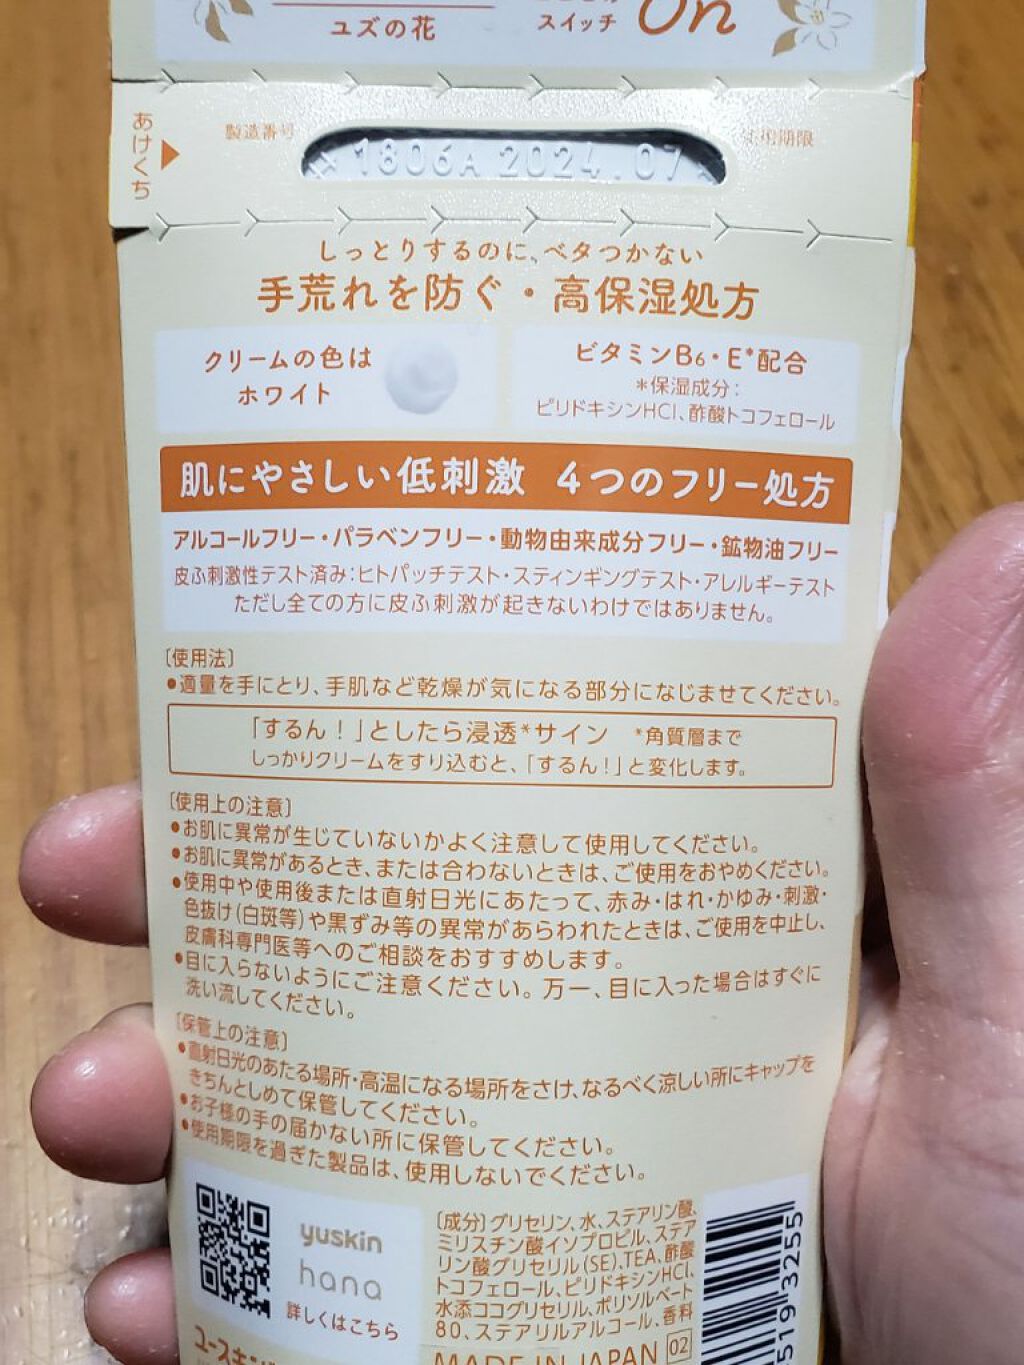 ユズの花
スイッチ On
あけくち
製造番号
使用期限
1806A 2024.07
しっとりするのに、ベタつかない
手荒れを防ぐ・高保湿処方
クリームの色は
ホワイト
ビタミンB6・E*配合
*保湿成分:
ピリドキシンHCl、酢酸トコフェロール
肌にやさしい低刺激 4つのフリー処方
アルコールフリー・パラベンフリー・動物由来成分フリー・鉱物油フリー
皮ふ刺激性テスト済み:ヒトパッチテスト・スティンギングテスト・アレルギーテスト
ただし全ての方に皮ふ刺激が起きないわけではありません。
〔使用法〕
●適量を手にとり、手肌など乾燥が気になる部分になじませてください。
「するん!」としたら浸透*サイン *角質層まで
しっかりクリームをすり込むと、「するん!」と変化します。
〔使用上の注意〕
●お肌に異常が生じていないかよく注意して使用してください。
●お肌に異常があるとき、または合わないときは、ご使用をおやめください。
●使用中や使用後または直射日光にあたって、赤み・はれ・かゆみ・刺激・
色抜け(白斑等)や黒ずみ等の異常があらわれたときは、ご使用を中止し、
皮膚科専門医等へのご相談をおすすめします。
●目に入らないようにご注意ください。万一、目に入った場合はすぐに
洗い流してください。
〔保管上の注意〕
●直射日光のあたる場所・高温になる場所をさけ、なるべく涼しい所にキャップを
きちんとしめて保管してください。
●お子様の手の届かない所に保管してください。
●使用期限を過ぎた製品は、使用しないでください。
yuskin
hana
詳しくはこちら
〔成分〕グリセリン、水、ステアリン酸、
ミリスチン酸イソプロピル、ステア
リン酸グリセリル(SE)、TEA、酢酸
トコフェロール、ピリドキシンHCl、
水添ココグリセリル、ポリソルベート
80、ステアリルアルコール、香料
MADE IN JAPAN 02
519 3255
ユースキン